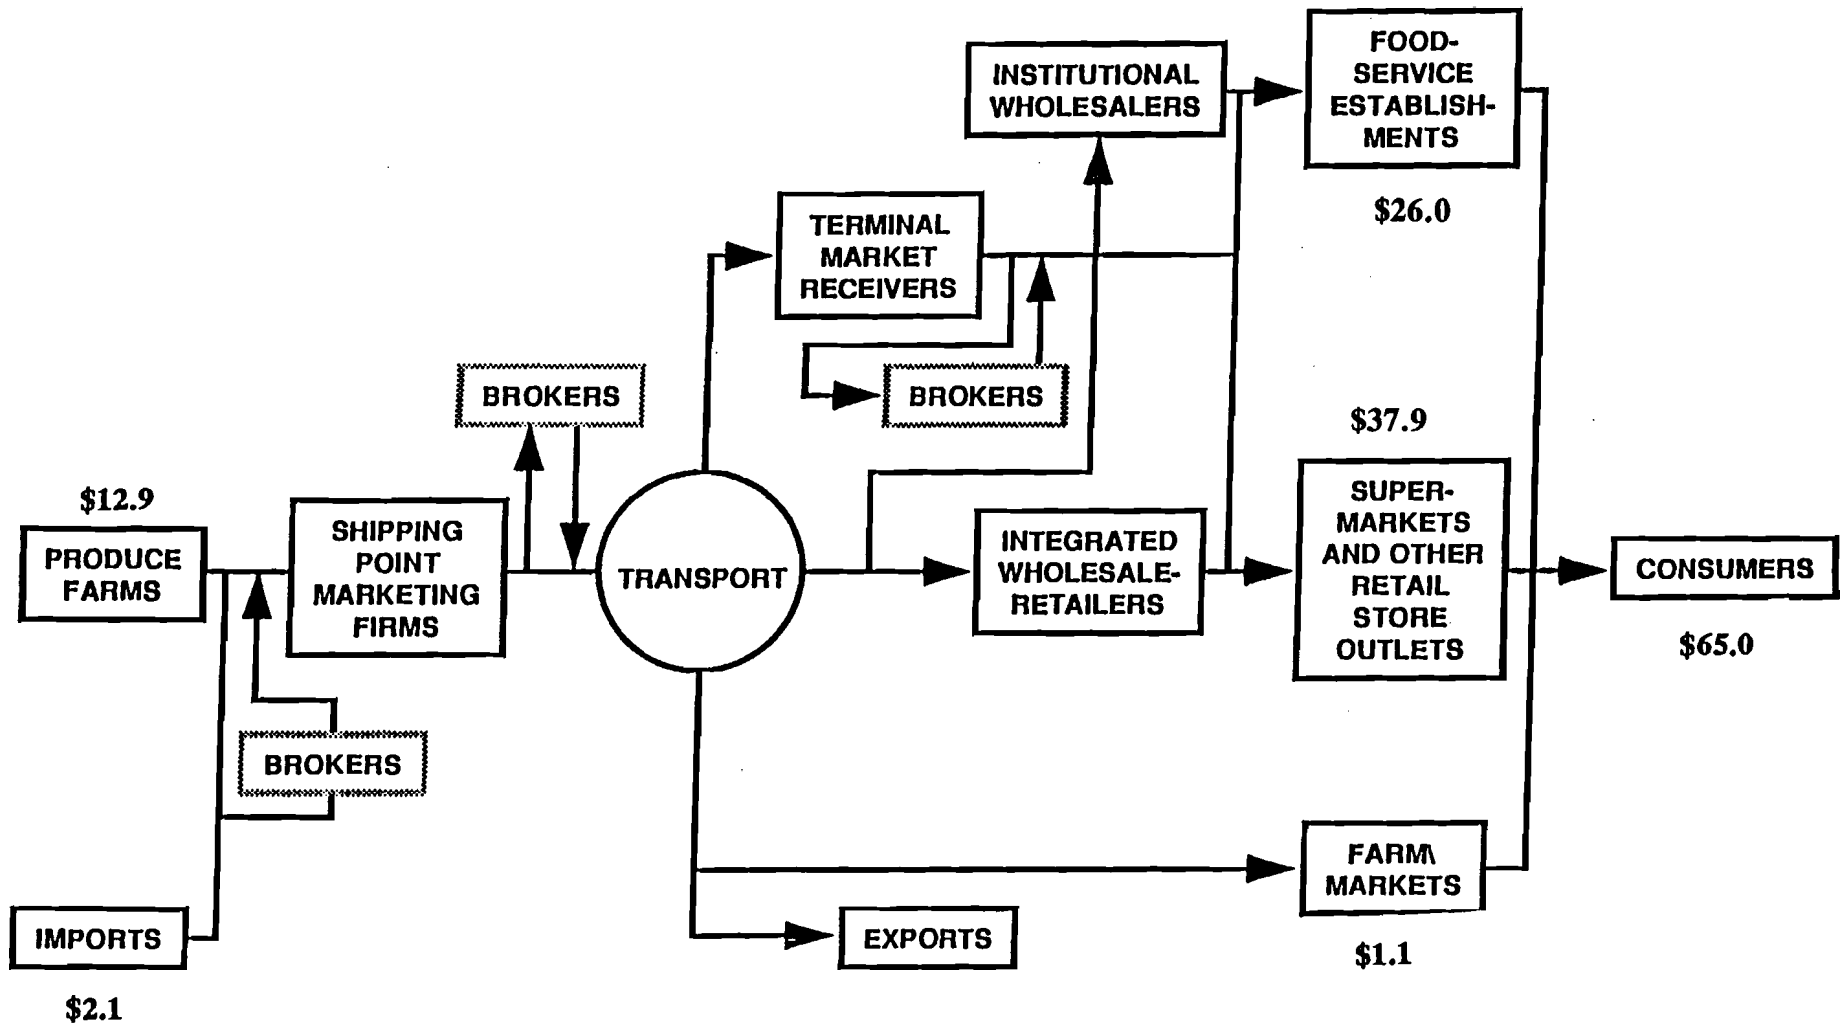 FOOD-
SERVICE
ESTABLISH-
MENTS
$26.0
INSTITUTIONAL
WHOLESALERS
TERMINAL
MARKET
RECEIVERS
BROKERS
BROKERS
$12.9
PRODUCE
FARMS
SHIPPING
POINT
MARKETING
FIRMS
TRANSPORT
INTEGRATED
WHOLESALE-
RETAILERS
$37.9
SUPER-
MARKETS
AND OTHER
RETAIL
STORE
OUTLETS
CONSUMERS
$65.0
BROKERS
IMPORTS
$2.1
EXPORTS
FARM\
MARKETS
$1.1